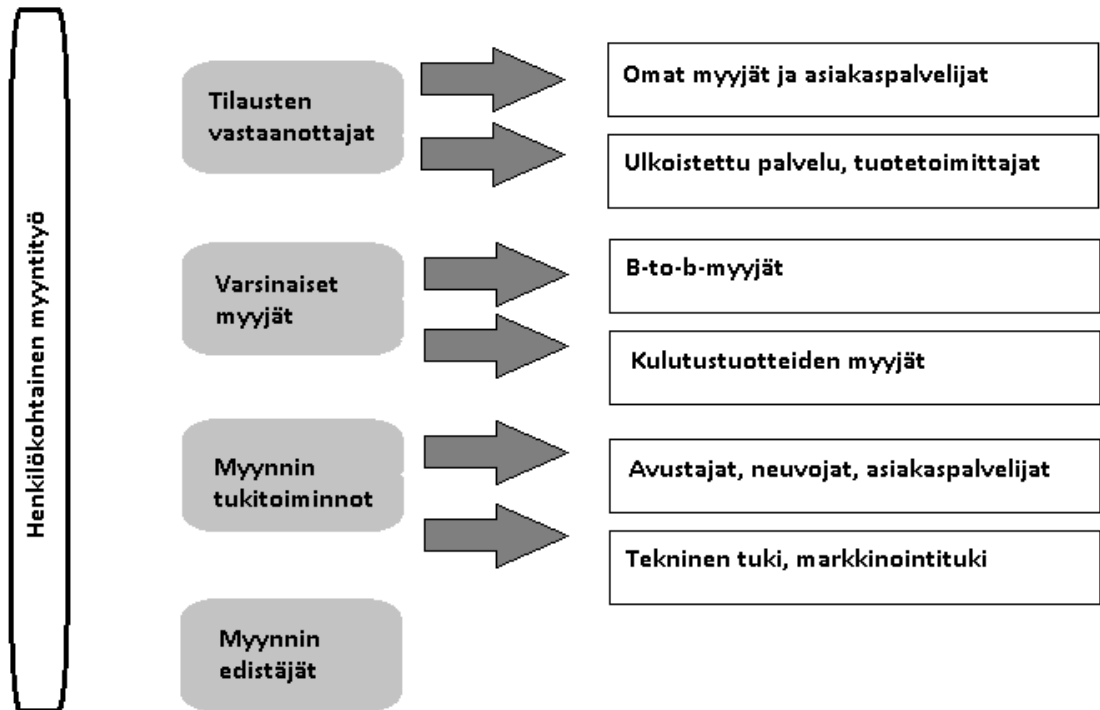 Henkilökohtainen myyntityö
Tilausten
vastaanottajat
Omat myyjät ja asiakaspalvelijat
Ulkoistettu palvelu, tuotetoimittajat
Varsinaiset
myyjät
B-to-b-myyjät
Kulutustuotteiden myyjät
Myynnin
tukitoiminnot
Avustajat, neuvojat, asiakaspalvelijat
Tekninen tuki, markkinointituki
Myynnin
edistäjät